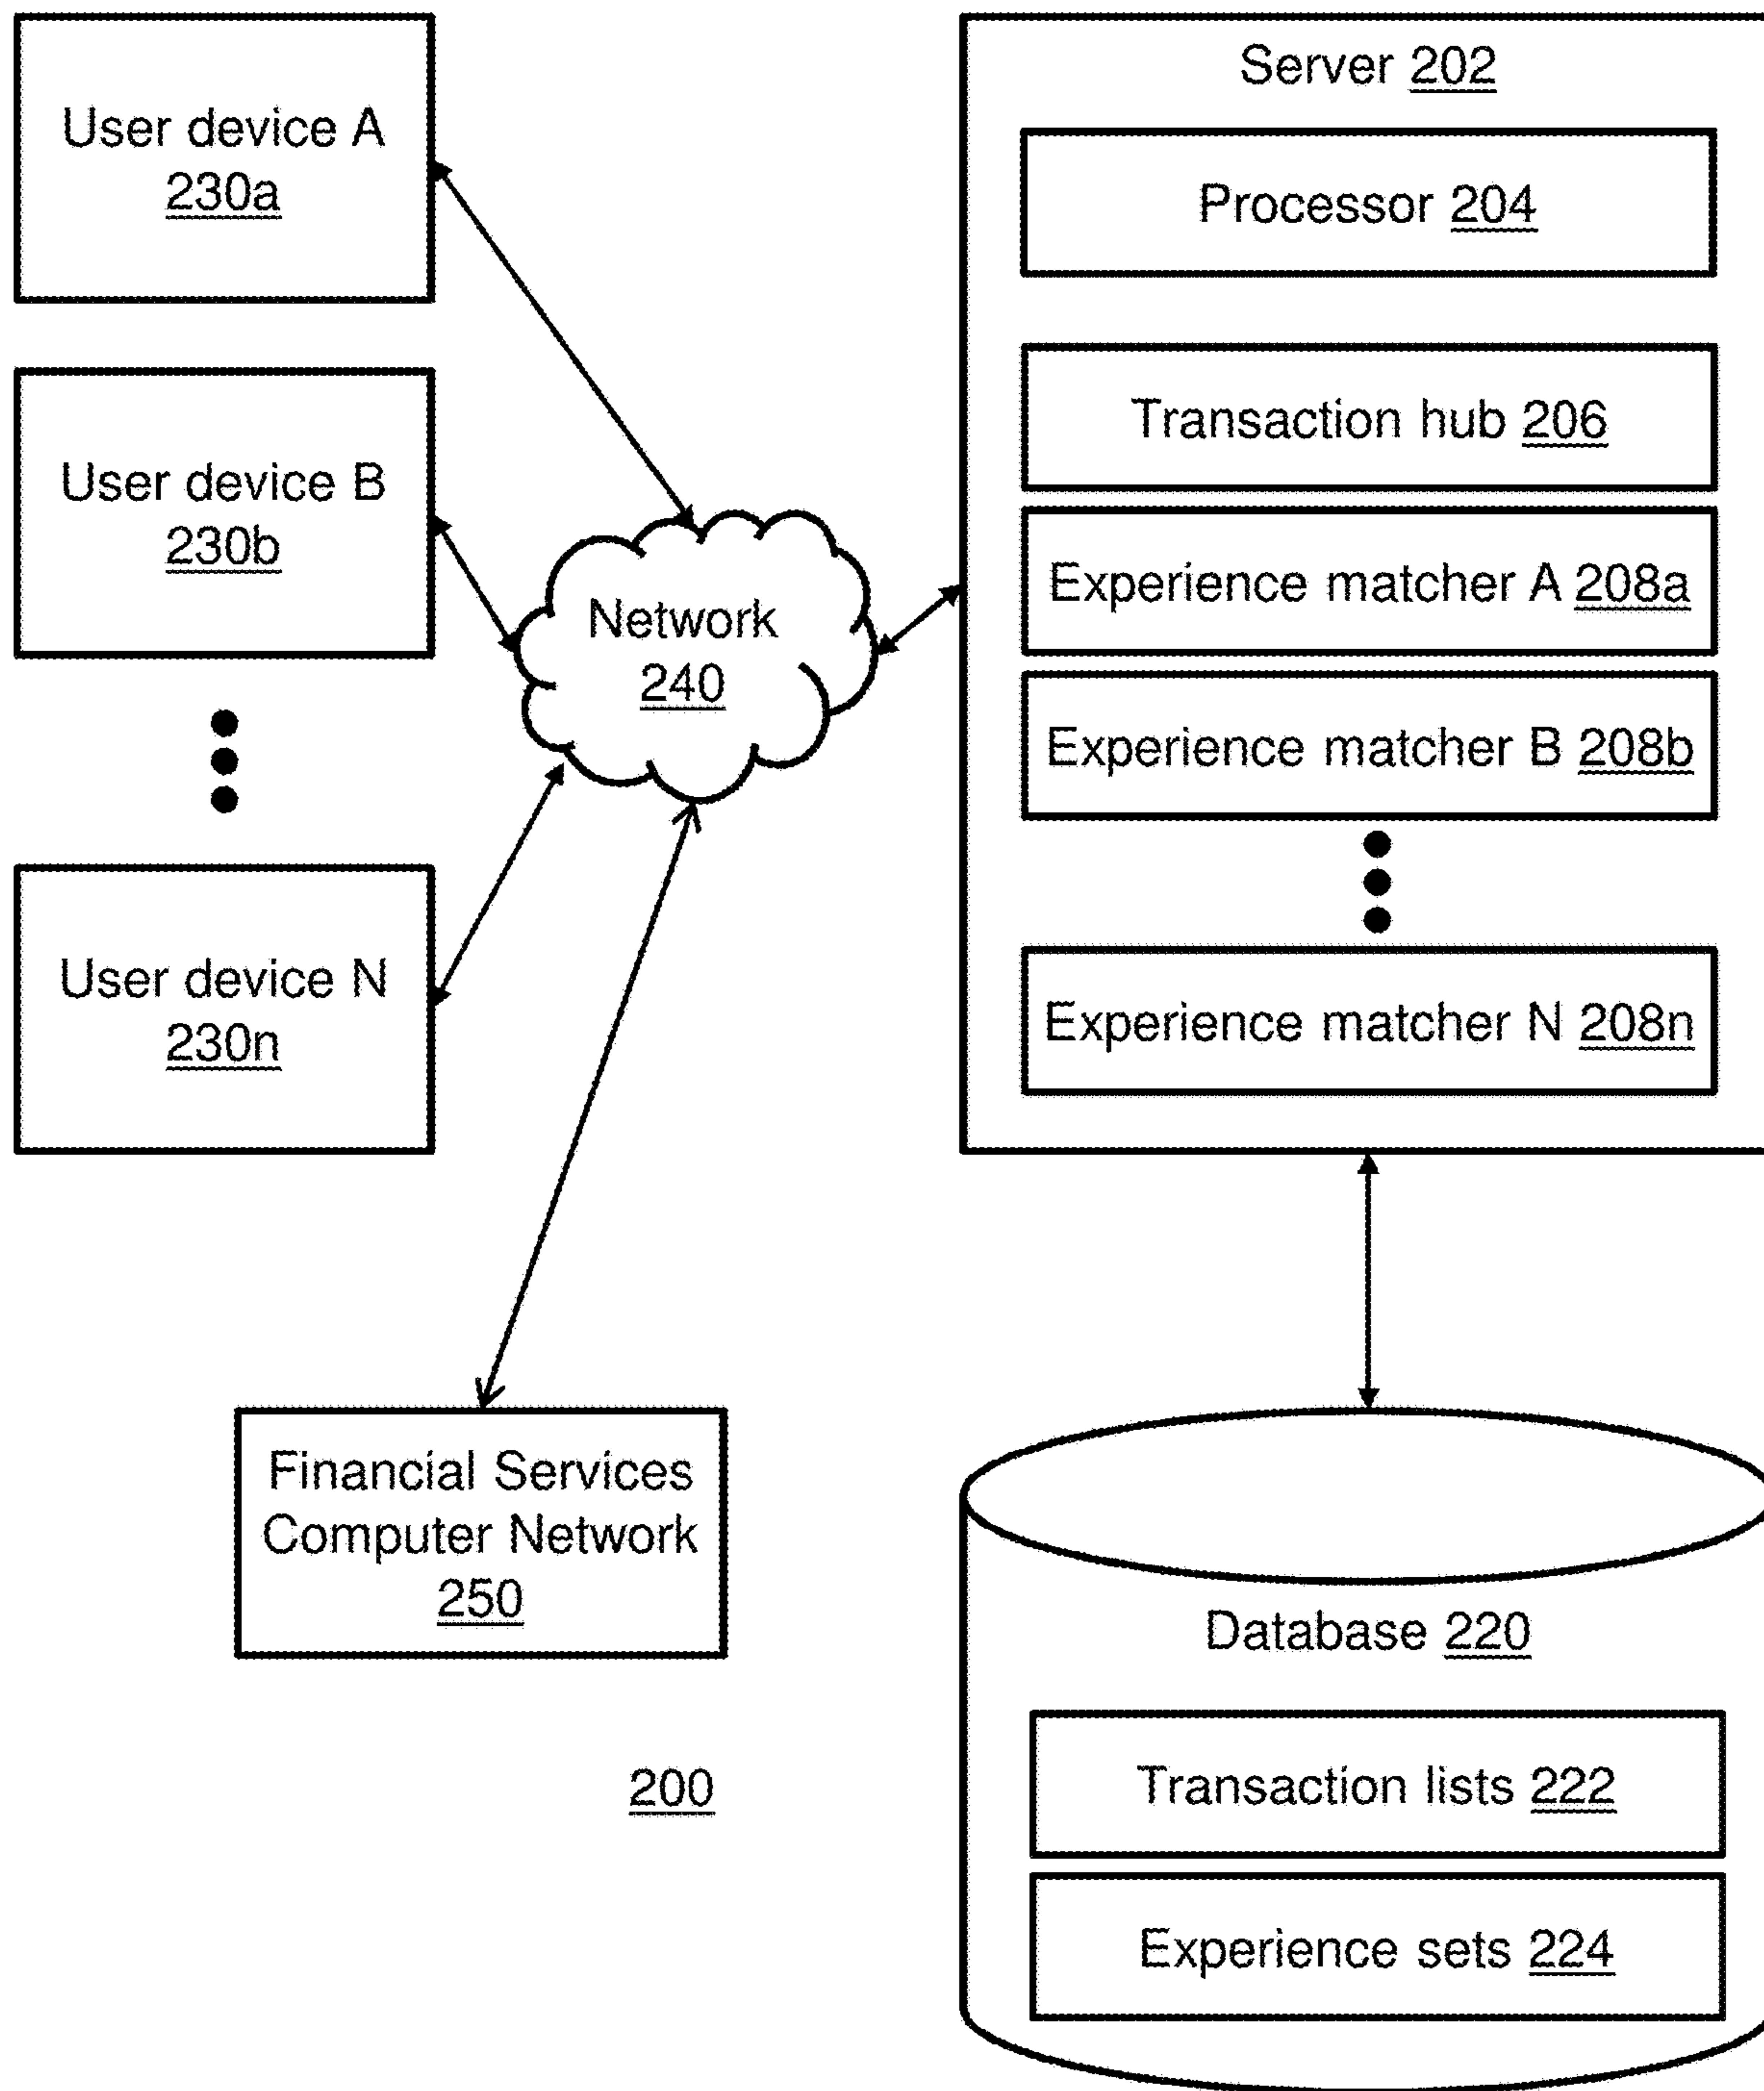 User device A
230a
User device B
230b
User device N
230n
Network
240
Server 202
Processor 204
Transaction hub 206
Experience matcher A 208a
Experience matcher B 208b
Experience matcher N 208n
Financial Services
Computer Network
250
200
Database 220
Transaction lists 222
Experience sets 224